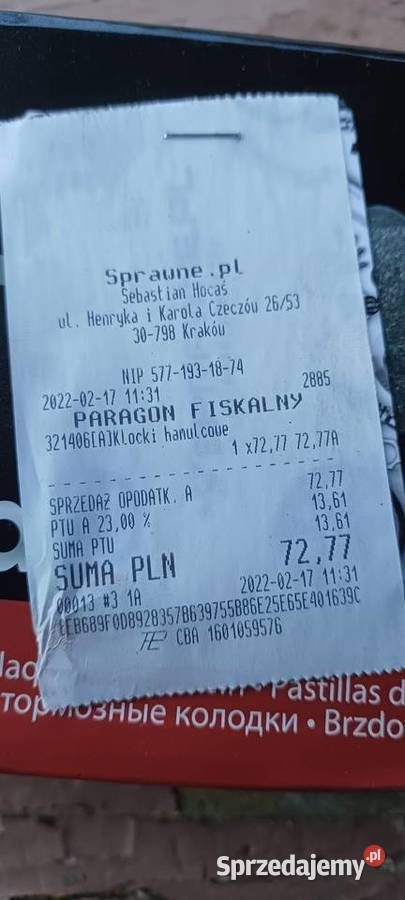 Sprawne.pl
Sebastian Hocaś
ul. Henryka i Karola Czeczów 26/53
30-798 Kraków
NIP 577-193-18-74
2022-02-17 11:31 2885
PARAGON FISKALNY
321406[A]Klocki hamulcowe
1 x72,77 72,77A
SPRZEDAŻ OPODATK. A 72,77
PTU A 23,00 % 13,61
SUMA PTU 13,61
SUMA PLN 72,77
00013 #3 1A 2022-02-17 11:31
CBA 1601059576
Pastillas d
тормозные колодки • Brzdo
Sprzedajemy.pl